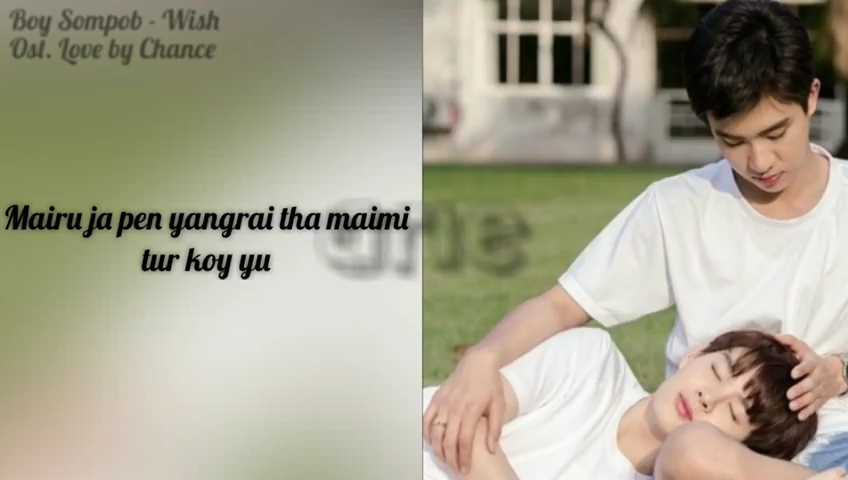 Boy Sompob - Wish
Ost. Love by Chance
Mairu ja pen yangrai tha maimi
tur koy yu